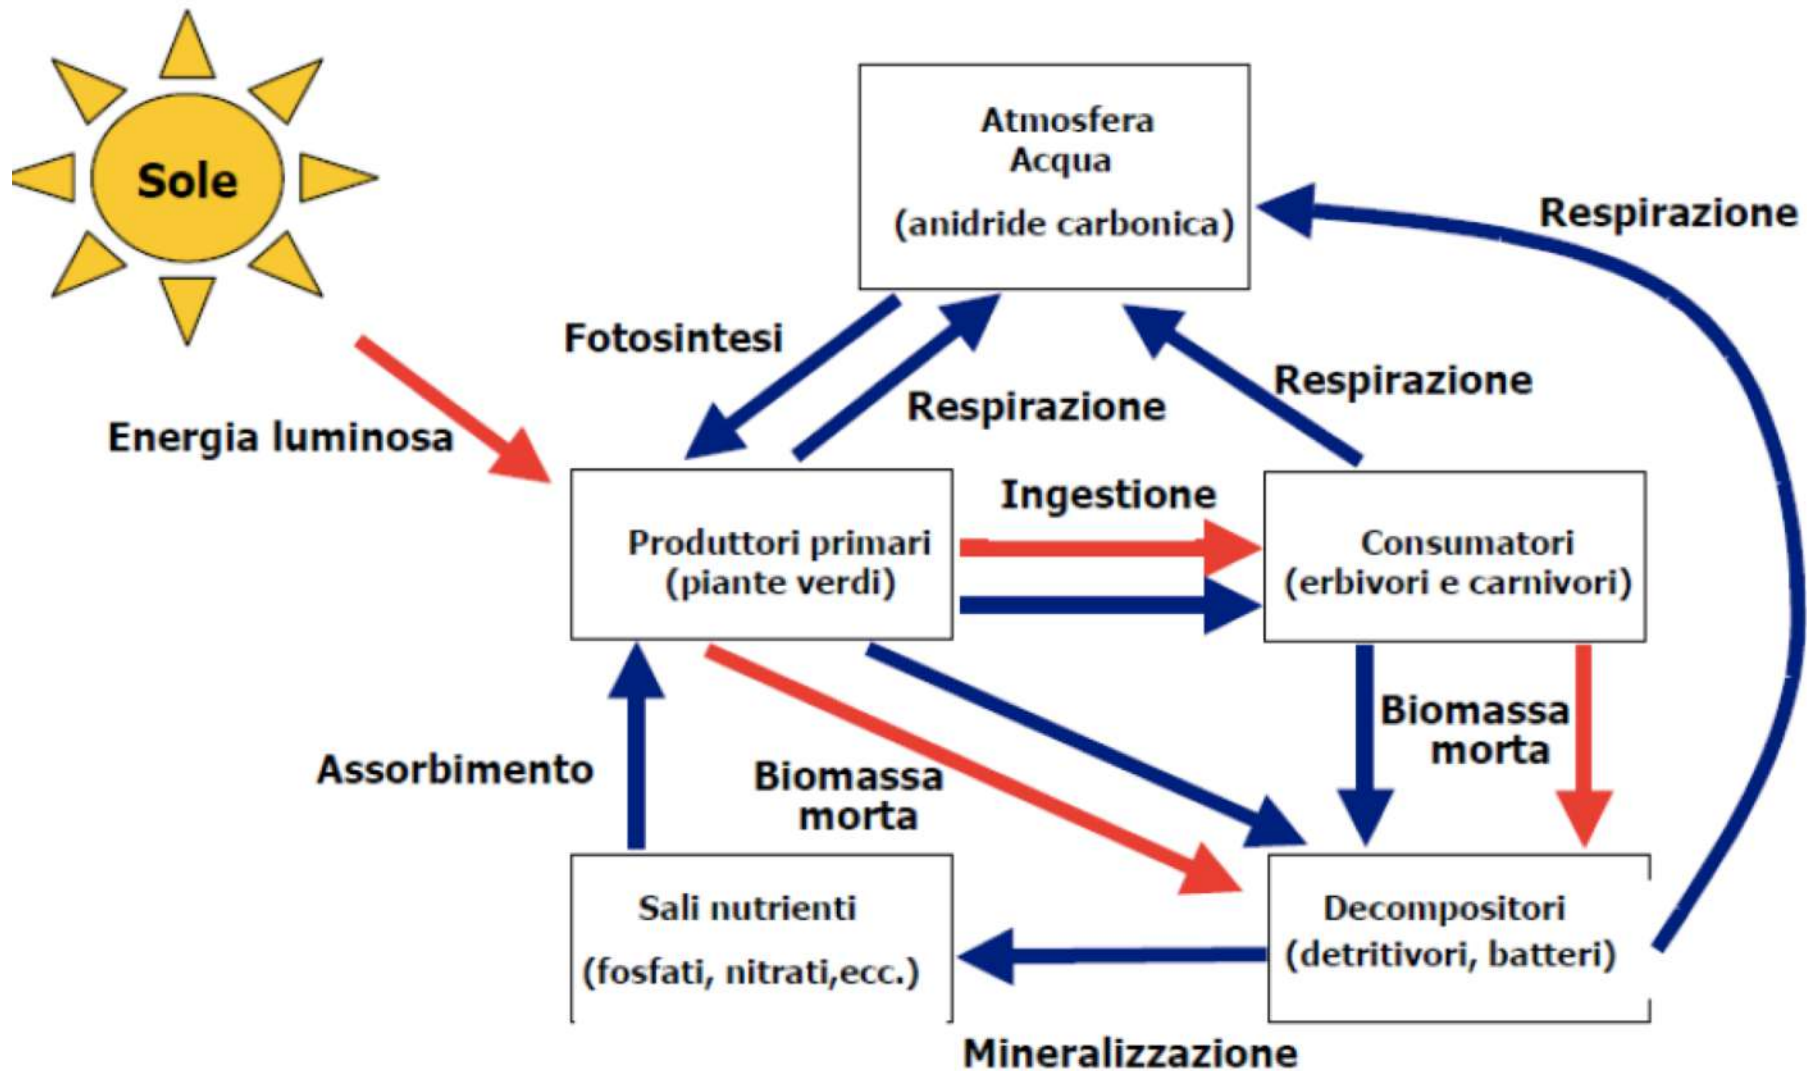 Sole
Atmosfera
Acqua
(anidride carbonica)
Respirazione
Fotosintesi
Respirazione
Respirazione
Energia luminosa
Ingestione
Produttori primari
(piante verdi)
Consumatori
(erbivori e carnivori)
Assorbimento
Biomassa
morta
Biomassa
morta
Sali nutrienti
(fosfati, nitrati,ecc.)
Decompositori
(detritivori, batteri)
Mineralizzazione